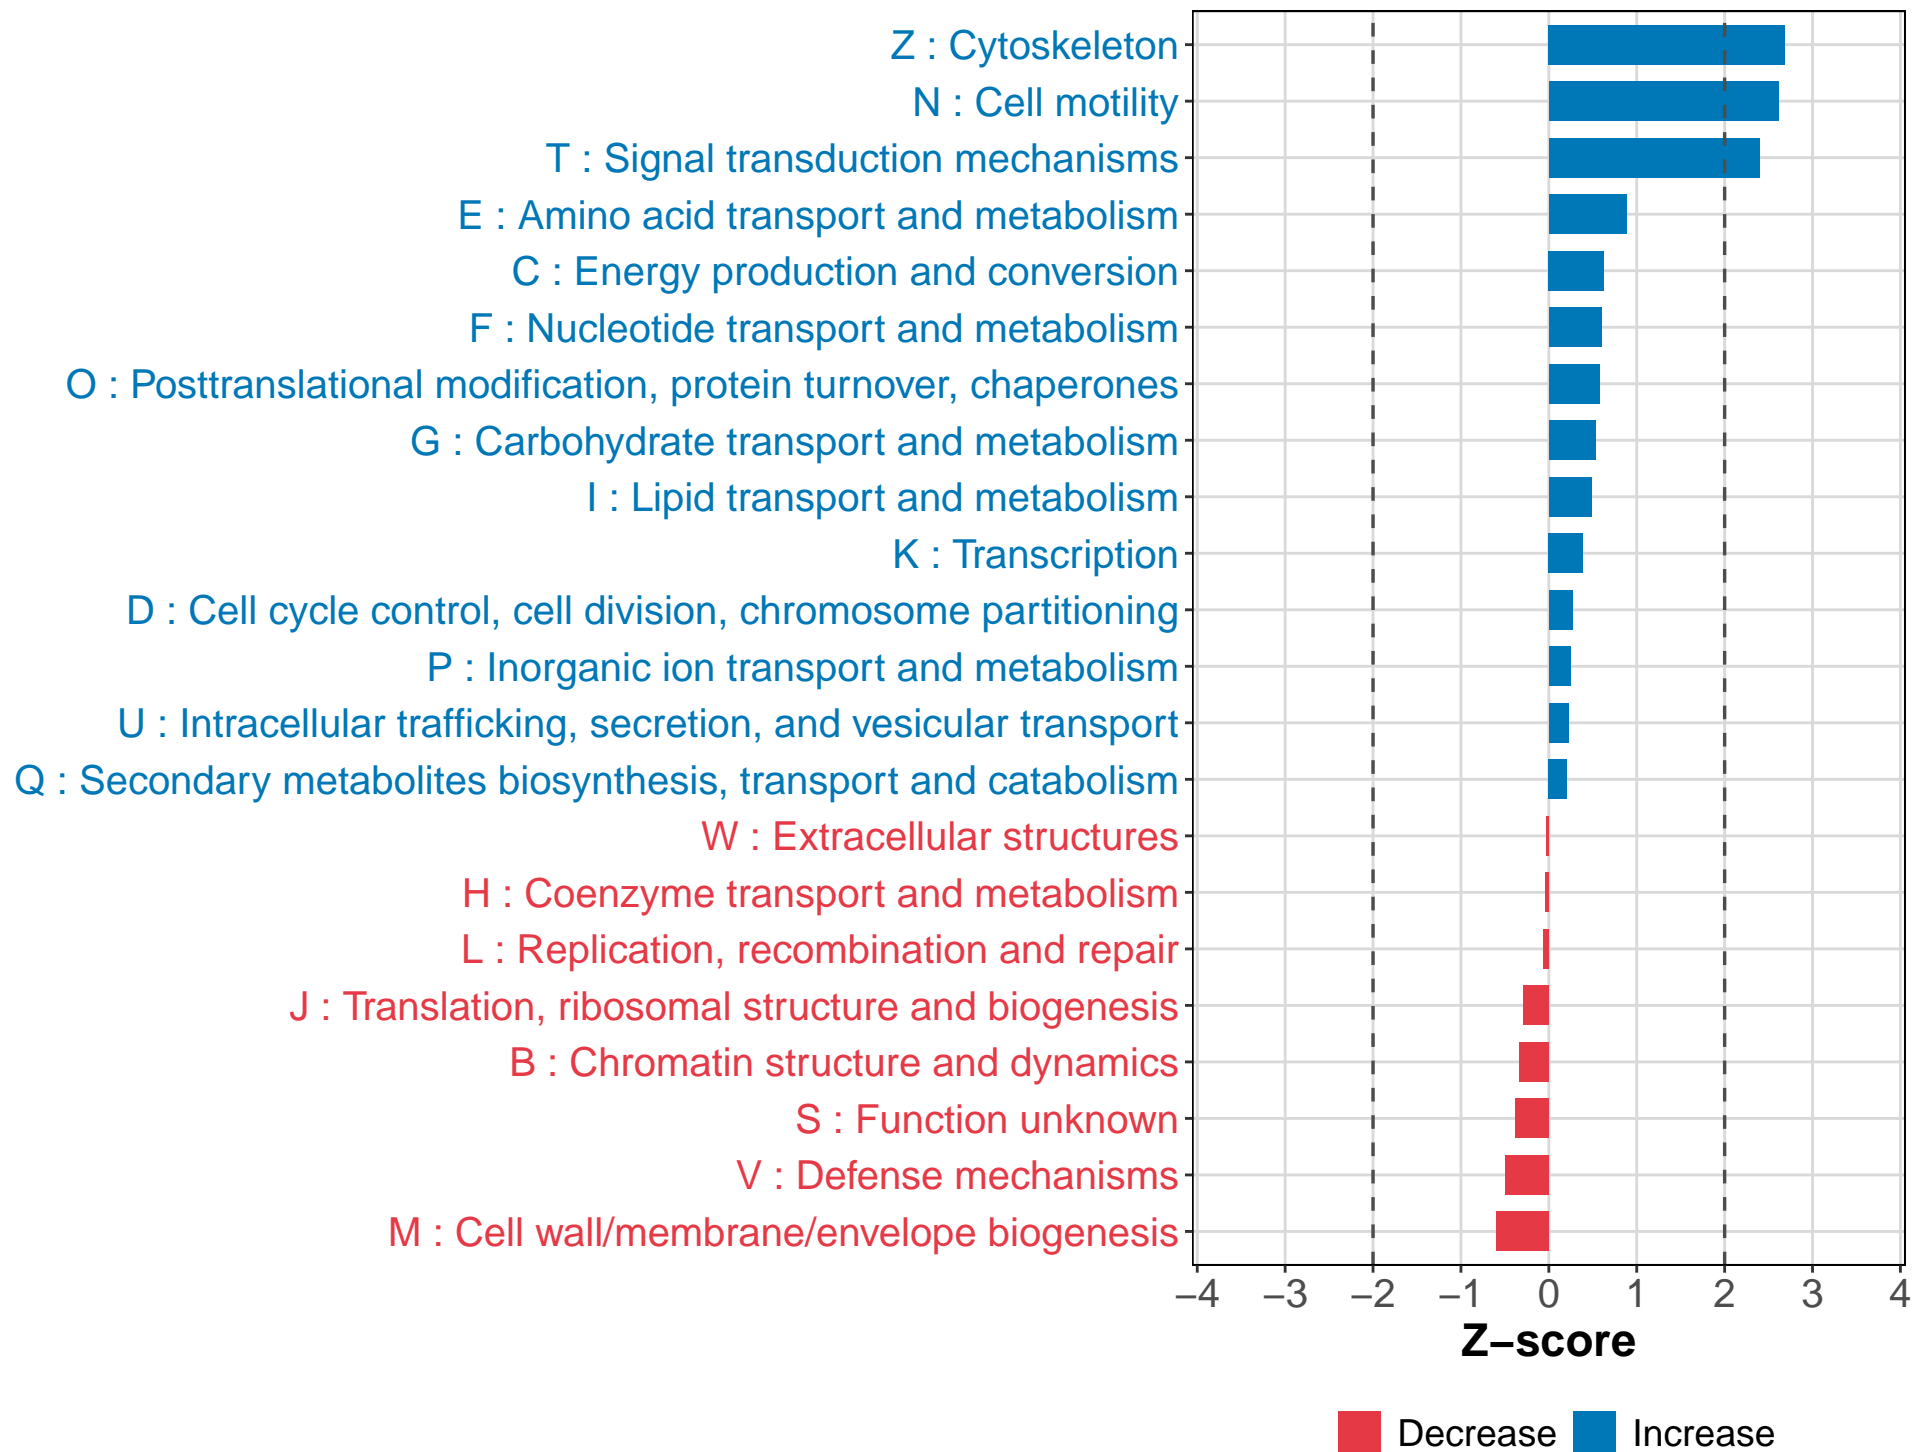 Z : Cytoskeleton
N : Cell motility
T : Signal transduction mechanisms
E : Amino acid transport and metabolism
C : Energy production and conversion
F : Nucleotide transport and metabolism
O : Posttranslational modification, protein turnover, chaperones
G : Carbohydrate transport and metabolism
I : Lipid transport and metabolism
K : Transcription
D : Cell cycle control, cell division, chromosome partitioning
P : Inorganic ion transport and metabolism
U : Intracellular trafficking, secretion, and vesicular transport
Q : Secondary metabolites biosynthesis, transport and catabolism
W : Extracellular structures
H : Coenzyme transport and metabolism
L : Replication, recombination and repair
J : Translation, ribosomal structure and biogenesis
B : Chromatin structure and dynamics
S : Function unknown
V : Defense mechanisms
M : Cell wall/membrane/envelope biogenesis
−4 −3 −2 −1 0 1 2 3 4
Z−score
Decrease Increase